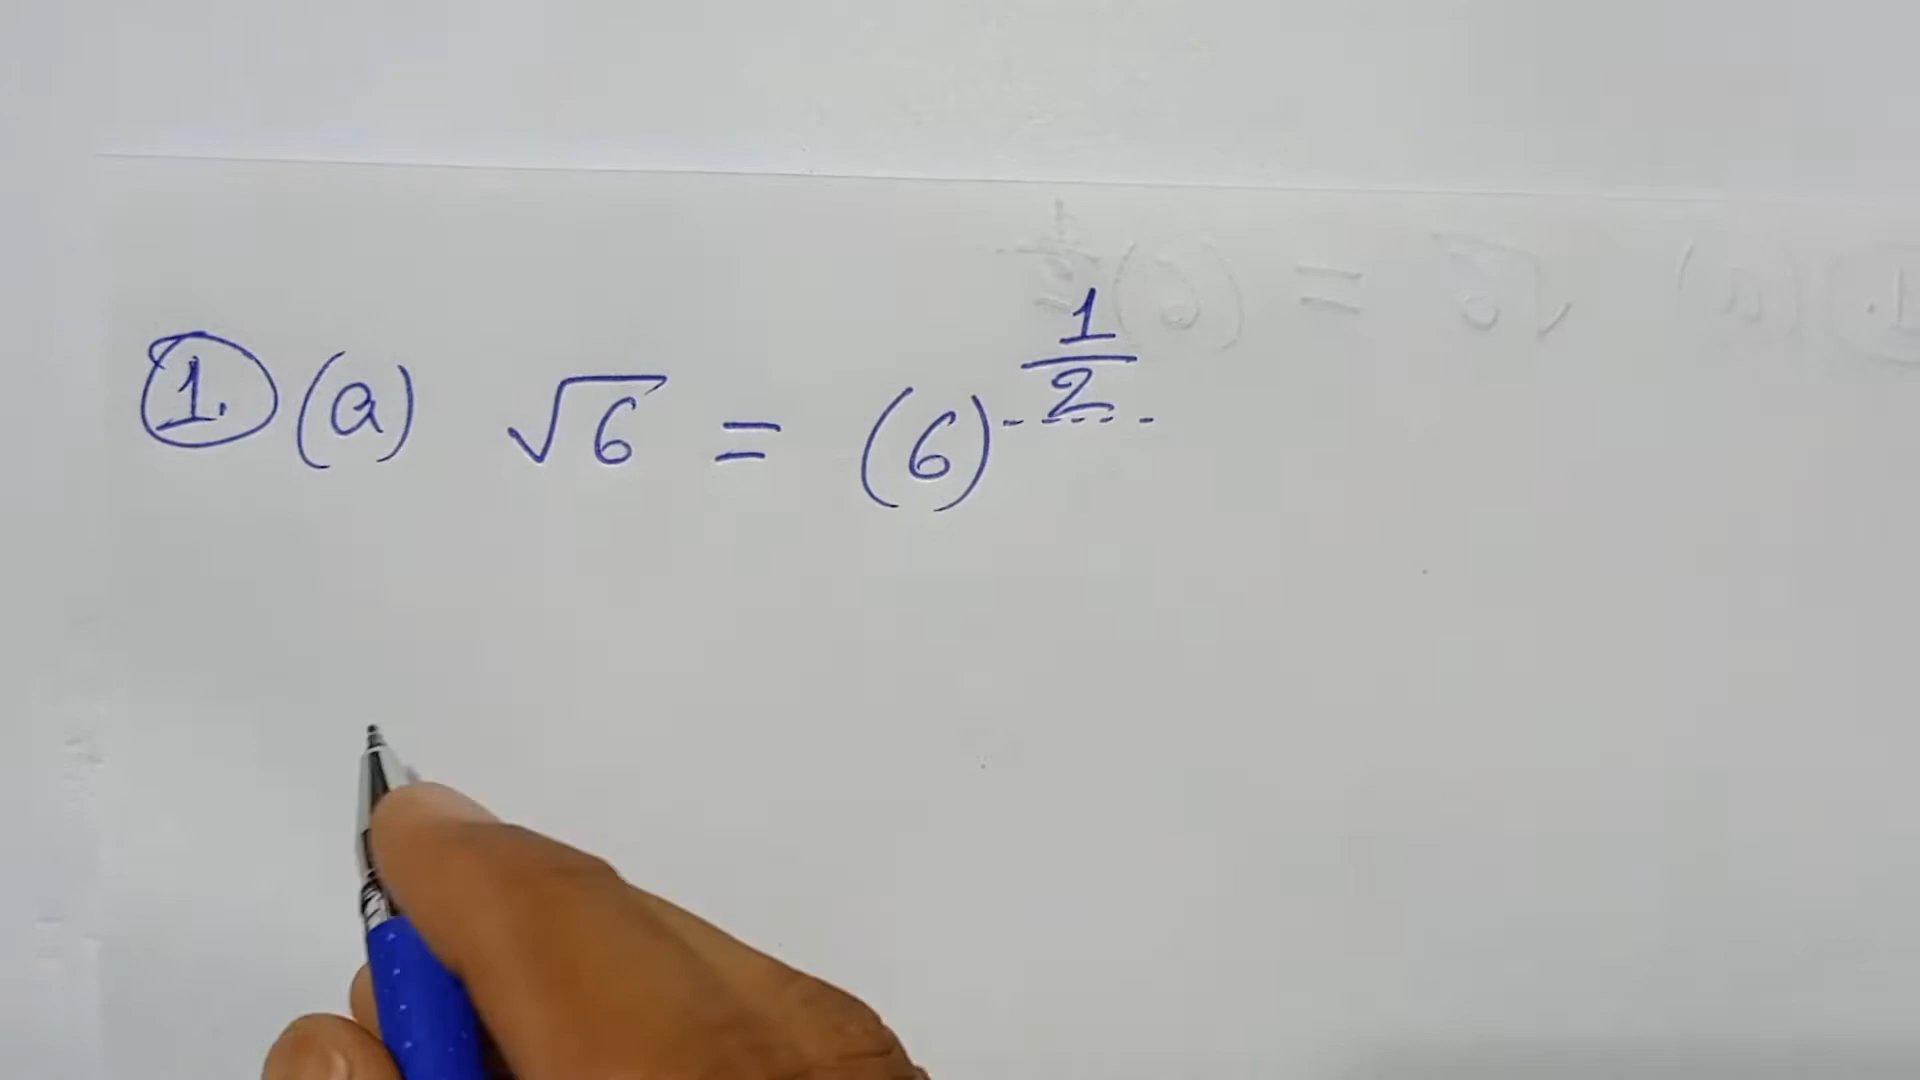 1. (a) √6 = (6)^(1/2)